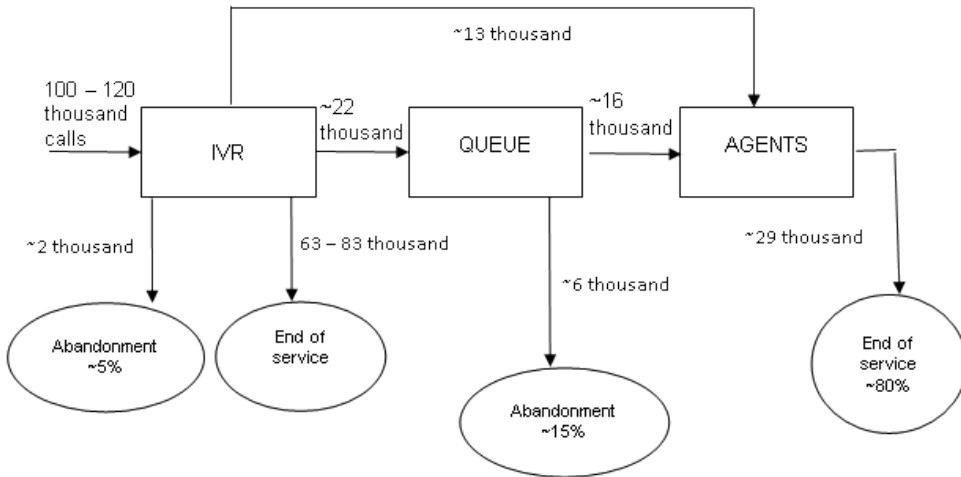 ~13 thousand
100 – 120
thousand
calls
~22
thousand
~16
thousand
IVR
QUEUE
AGENTS
~2 thousand
63 – 83 thousand
~6 thousand
~29 thousand
Abandonment
~5%
End of
service
Abandonment
~15%
End of
service
~80%